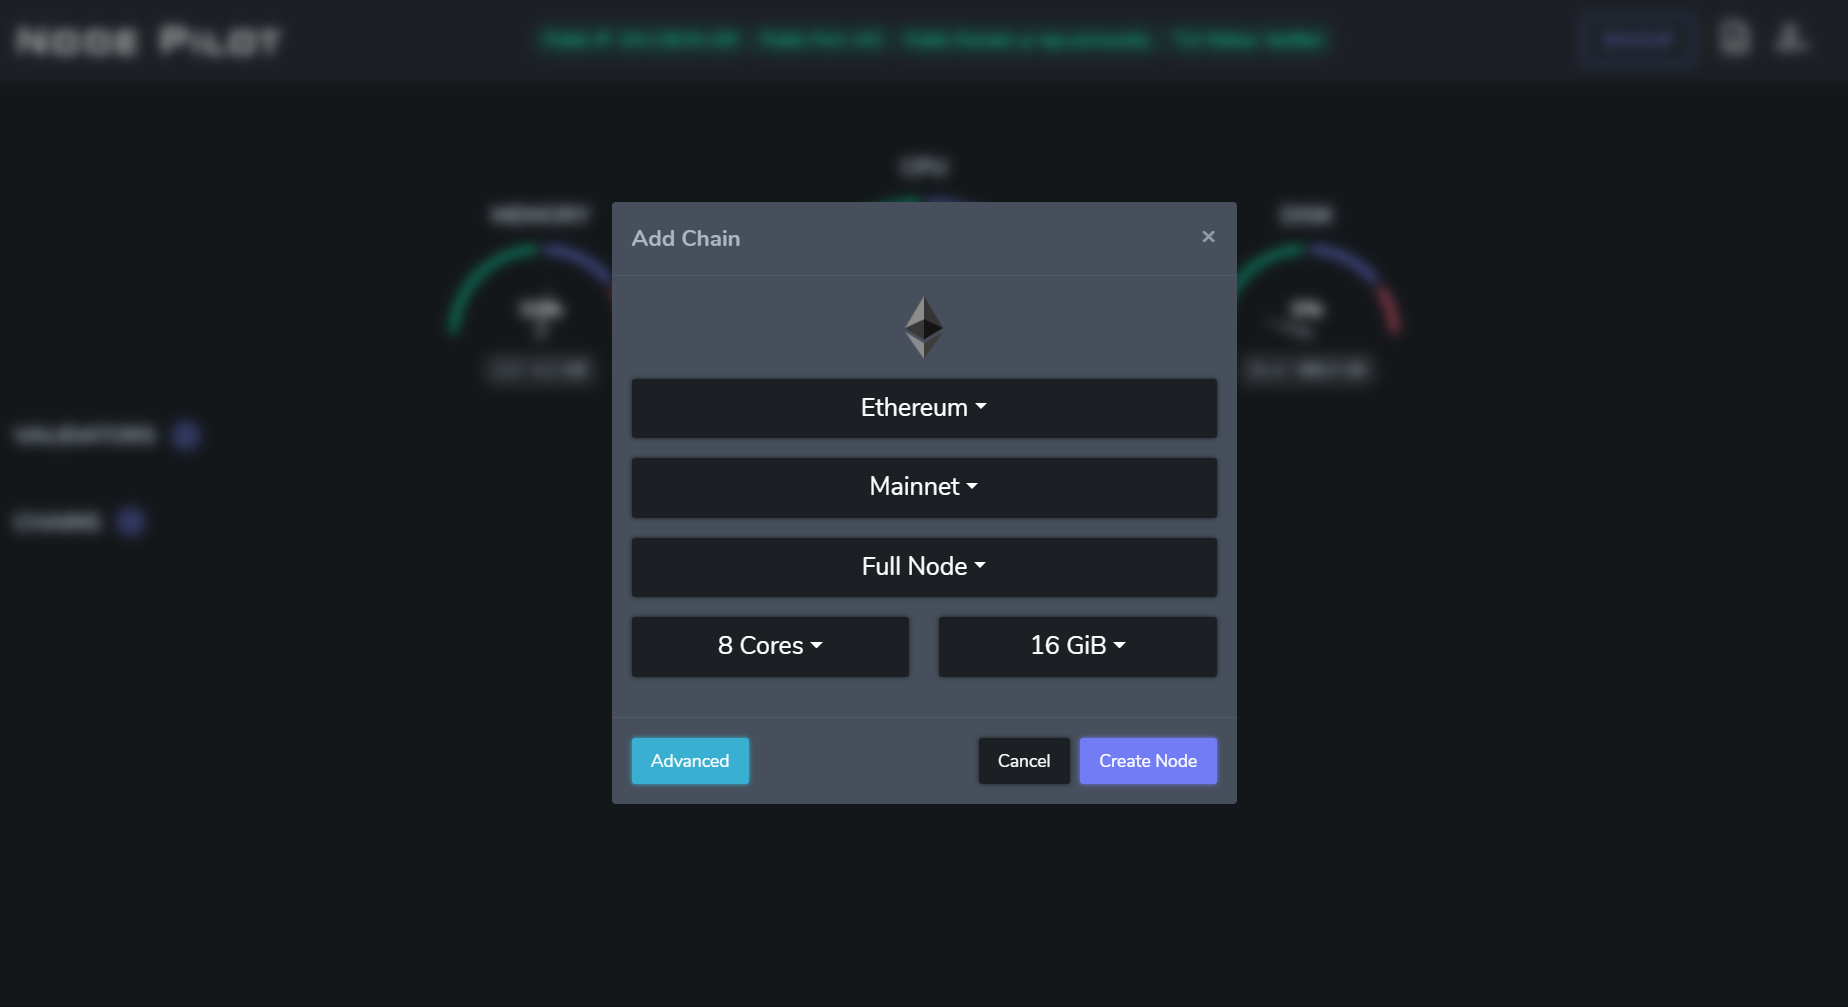 NODE PILOT
CPU
MEMORY
DISK
Add Chain
×
Ethereum
Mainnet
Full Node
8 Cores
16 GiB
VALIDATORS
CHAINS
Advanced
Cancel
Create Node